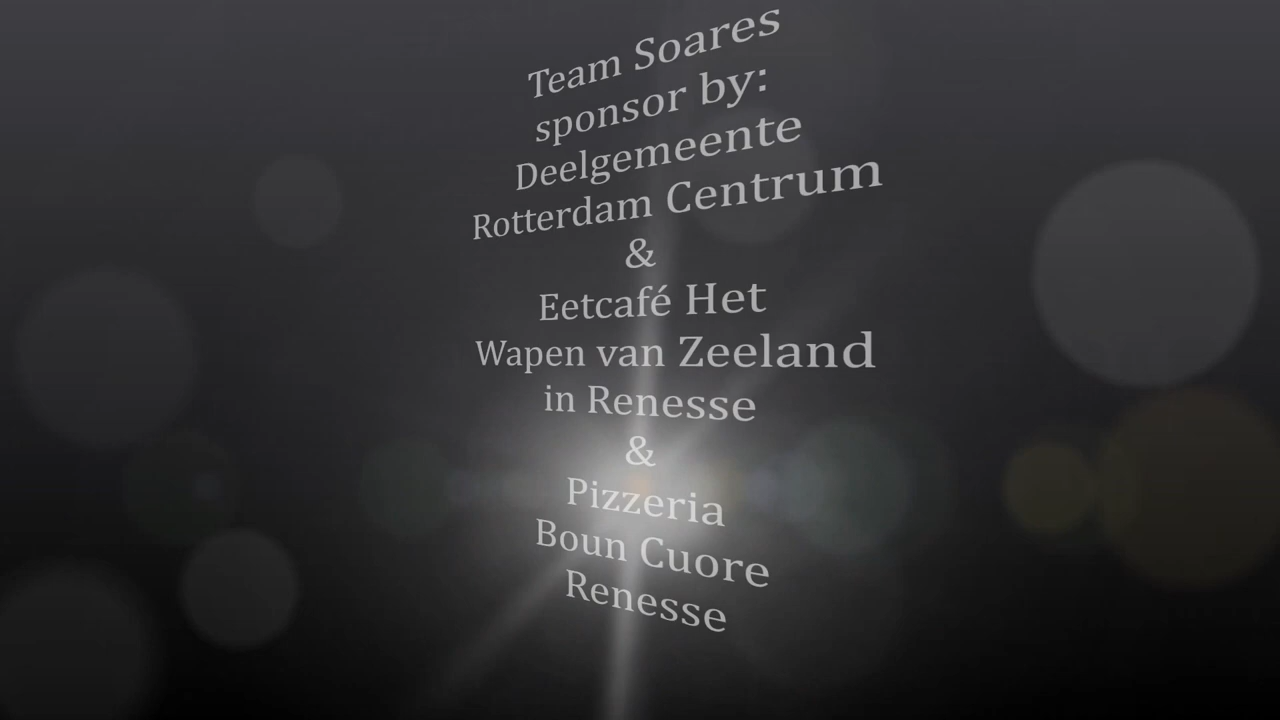 Team Soares
sponsor by:
Deelgemeente
Rotterdam Centrum
&
Eetcafé Het
Wapen van Zeeland
in Renesse
&
Pizzeria
Boun Cuore
Renesse